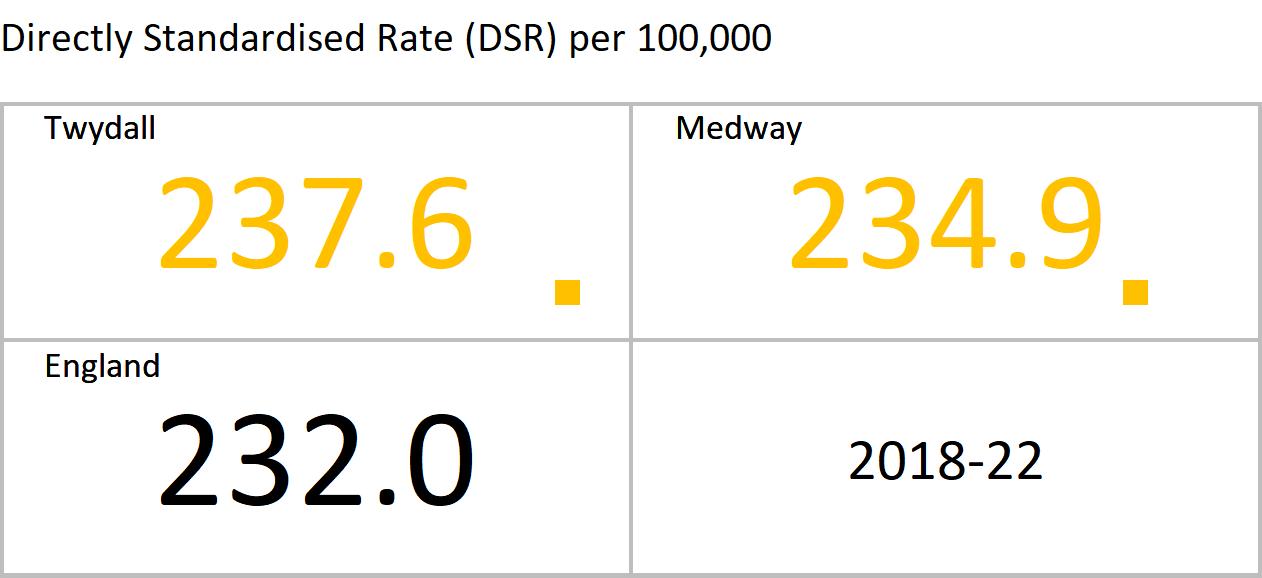 Directly Standardised Rate (DSR) per 100,000
Twydall
237.6
Medway
234.9
England
232.0
2018-22